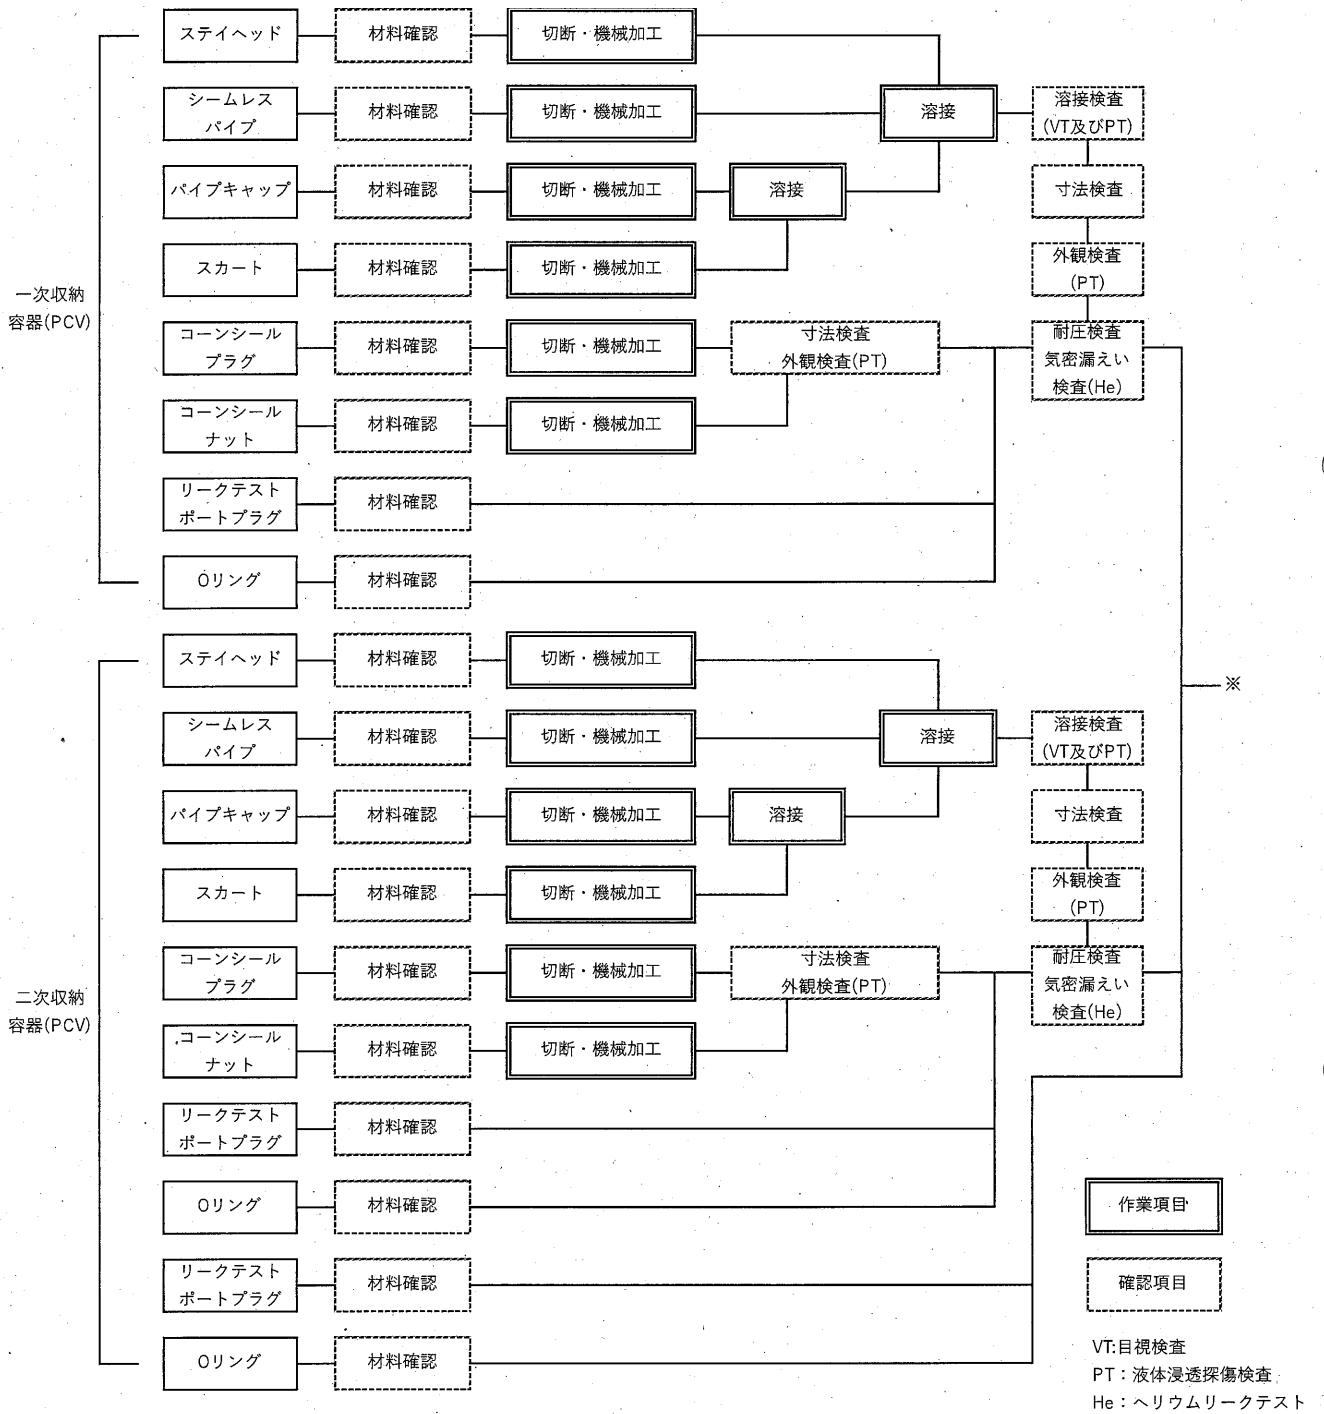 ステイヘッド
材料確認
切断・機械加工
シームレス
パイプ
材料確認
切断・機械加工
溶接
溶接検査
(VT及びPT)
パイプキャップ
材料確認
切断・機械加工
溶接
寸法検査
スカート
材料確認
切断・機械加工
外観検査
(PT)
一次収納
容器(PCV)
コーンシール
プラグ
材料確認
切断・機械加工
寸法検査
外観検査(PT)
耐圧検査
気密漏えい
検査(He)
コーンシール
ナット
材料確認
切断・機械加工
リークテスト
ポートプラグ
材料確認
Oリング
材料確認
ステイヘッド
材料確認
切断・機械加工
※
シームレス
パイプ
材料確認
切断・機械加工
溶接
溶接検査
(VT及びPT)
パイプキャップ
材料確認
切断・機械加工
溶接
寸法検査
スカート
材料確認
切断・機械加工
外観検査
(PT)
二次収納
容器(PCV)
コーンシール
プラグ
材料確認
切断・機械加工
寸法検査
外観検査(PT)
耐圧検査
気密漏えい
検査(He)
コーンシール
ナット
材料確認
切断・機械加工
リークテスト
ポートプラグ
材料確認
Oリング
材料確認
作業項目
リークテスト
ポートプラグ
材料確認
確認項目
Oリング
材料確認
VT:目視検査
PT：液体浸透探傷検査
He：ヘリウムリークテスト